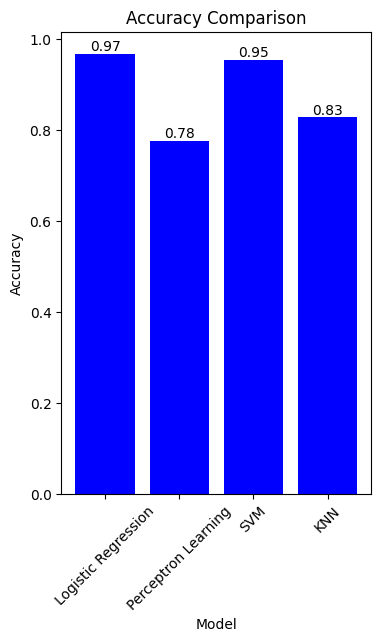 Accuracy Comparison
1.0
0.8
0.6
0.4
0.2
0.0
Accuracy
0.97
0.78
0.95
0.83
Logistic Regression
Perceptron Learning
SVM
KNN
Model